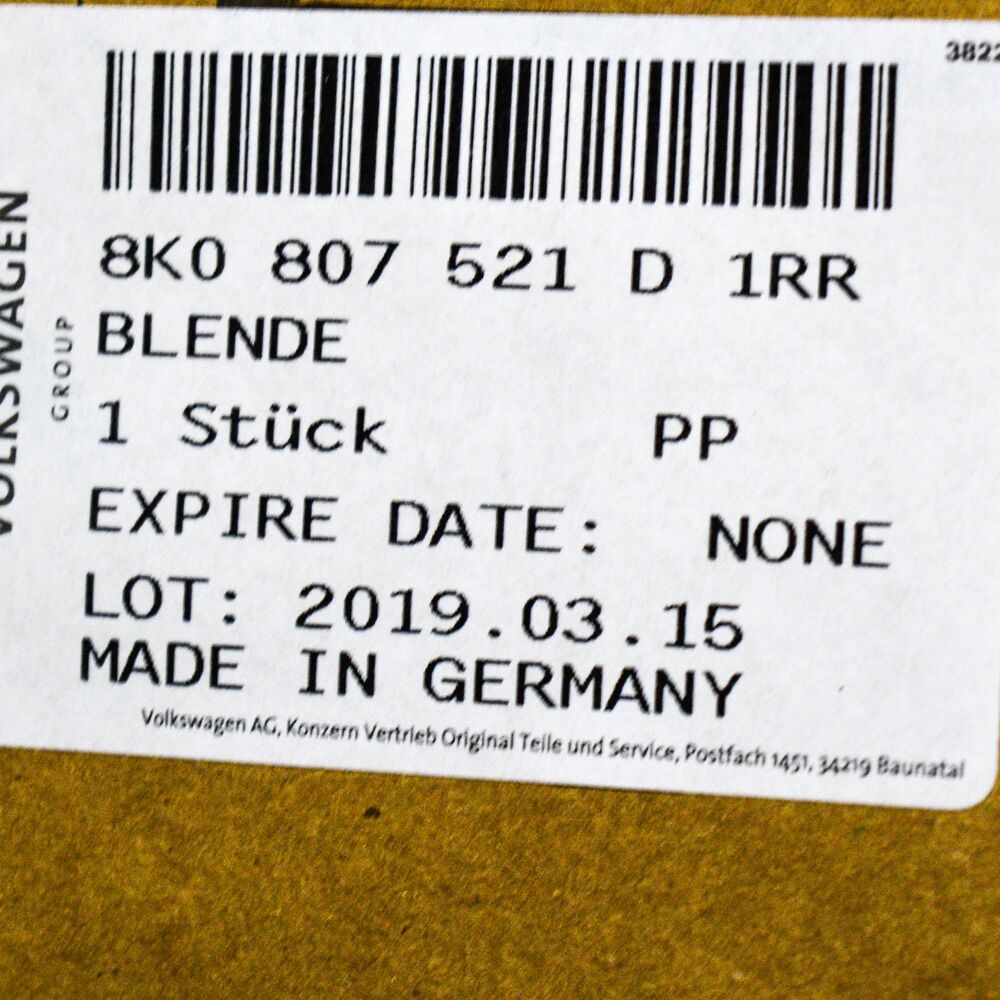 3822
VOLKSWAGEN
GROUP
8K0 807 521 D 1RR
BLENDE
1 Stück PP
EXPIRE DATE: NONE
LOT: 2019.03.15
MADE IN GERMANY
Volkswagen AG, Konzern Vertrieb Original Teile und Service, Postfach 1451, 34219 Baunatal